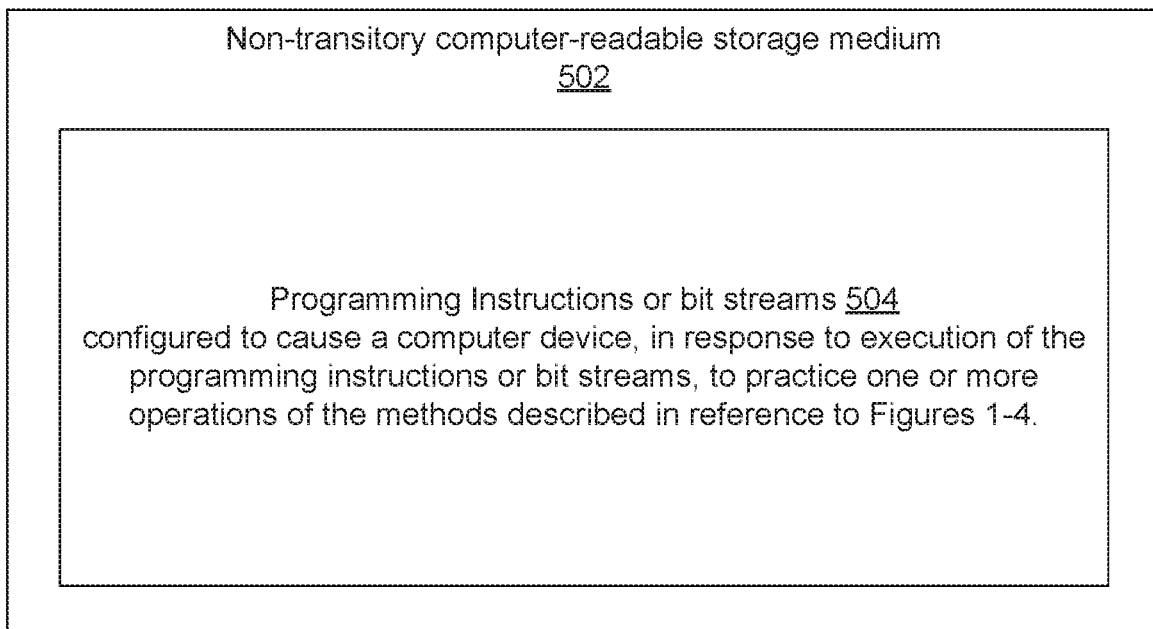 Non-transitory computer-readable storage medium
502
Programming Instructions or bit streams 504
configured to cause a computer device, in response to execution of the
programming instructions or bit streams, to practice one or more
operations of the methods described in reference to Figures 1-4.